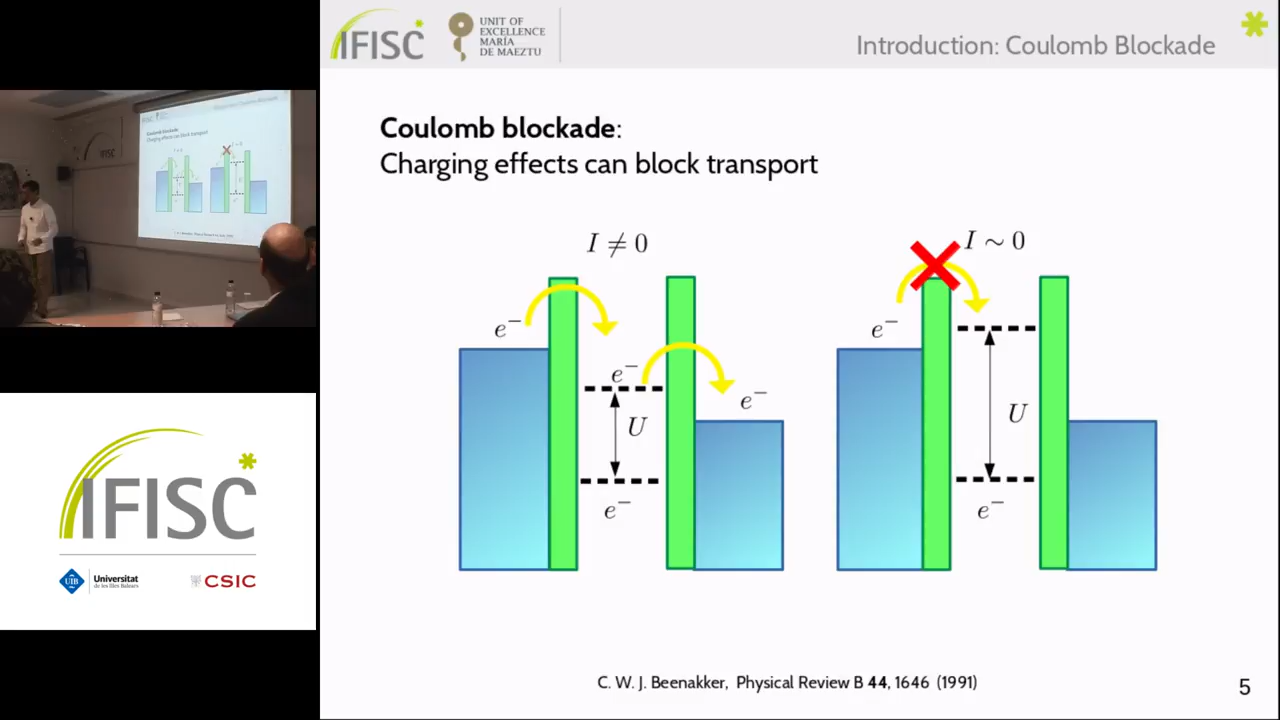 IFISC
UNIT OF
EXCELLENCE
MARÍA
DE MAEZTU
Introduction: Coulomb Blockade
Coulomb blockade:
Charging effects can block transport
I ≠ 0
I ∼ 0
e⁻
e⁻
e⁻
U
e⁻
e⁻
U
e⁻
C. W. J. Beenakker, Physical Review B 44, 1646 (1991)
5
IFISC
UIB
Universitat
de les Illes Balears
CSIC